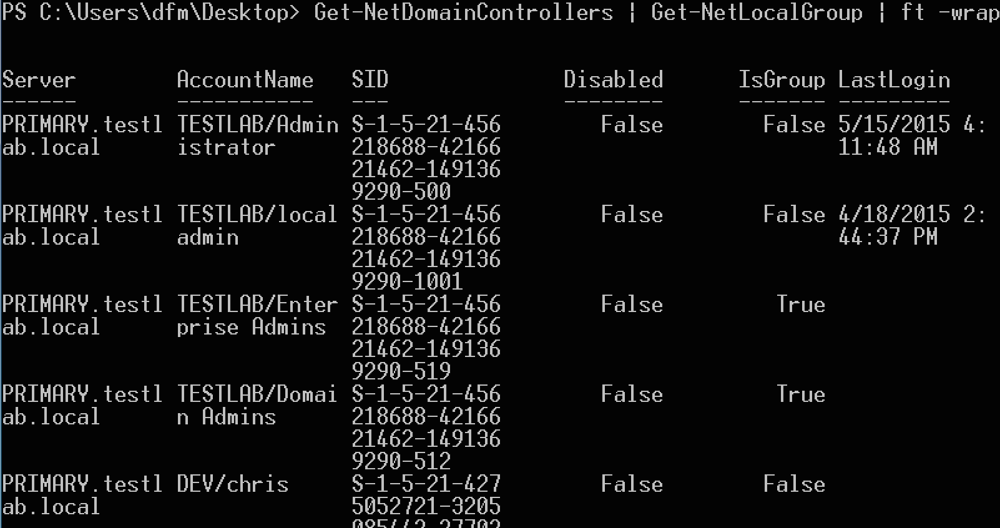 PS C:\Users\dfm\Desktop> Get-NetDomainControllers | Get-NetLocalGroup | ft -wrap
Server AccountName SID Disabled IsGroup LastLogin
------ ----------- --- -------- ------- ---------
PRIMARY.testl TESTLAB/Admin S-1-5-21-456 False False 5/15/2015 4:
ab.local istrator 218688-42166 11:48 AM
21462-149136
9290-500
PRIMARY.testl TESTLAB/local S-1-5-21-456 False False 4/18/2015 2:
ab.local admin 218688-42166 44:37 PM
21462-149136
9290-1001
PRIMARY.testl TESTLAB/Enter S-1-5-21-456 False True
ab.local prise Admins 218688-42166
21462-149136
9290-519
PRIMARY.testl TESTLAB/Domai S-1-5-21-456 False True
ab.local n Admins 218688-42166
21462-149136
9290-512
PRIMARY.testl DEV/chris S-1-5-21-427 False False
ab.local 5052721-3205